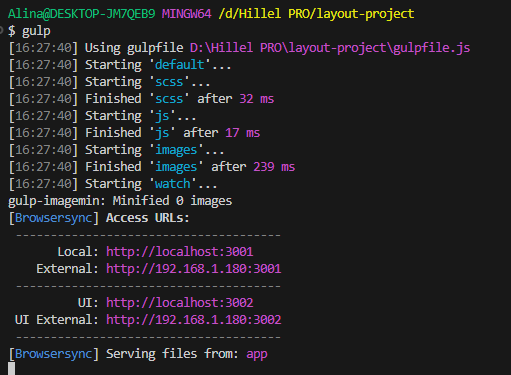 Alina@DESKTOP-JM7QEB9 MINGW64 /d/Hillel PRO/layout-project
$ gulp
[16:27:40] Using gulpfile D:\Hillel PRO\layout-project\gulpfile.js
[16:27:40] Starting 'default'...
[16:27:40] Starting 'scss'...
[16:27:40] Finished 'scss' after 32 ms
[16:27:40] Starting 'js'...
[16:27:40] Finished 'js' after 17 ms
[16:27:40] Starting 'images'...
[16:27:40] Finished 'images' after 239 ms
[16:27:40] Starting 'watch'...
gulp-imagemin: Minified 0 images
[Browsersync] Access URLs:
--------------------------------------
Local: http://localhost:3001
External: http://192.168.1.180:3001
--------------------------------------
UI: http://localhost:3002
UI External: http://192.168.1.180:3002
--------------------------------------
[Browsersync] Serving files from: app